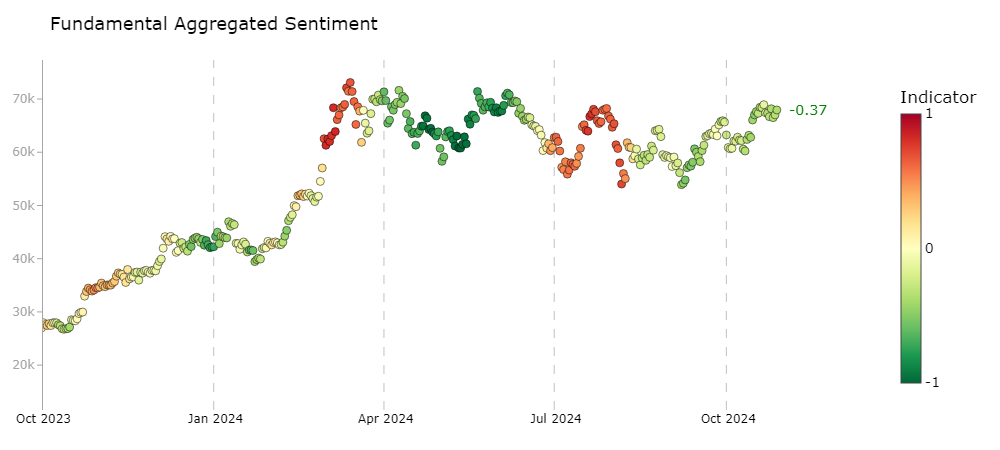 Fundamental Aggregated Sentiment
70k
60k
50k
40k
30k
20k
Oct 2023
Jan 2024
Apr 2024
Jul 2024
Oct 2024
-0.37
Indicator
1
0
-1